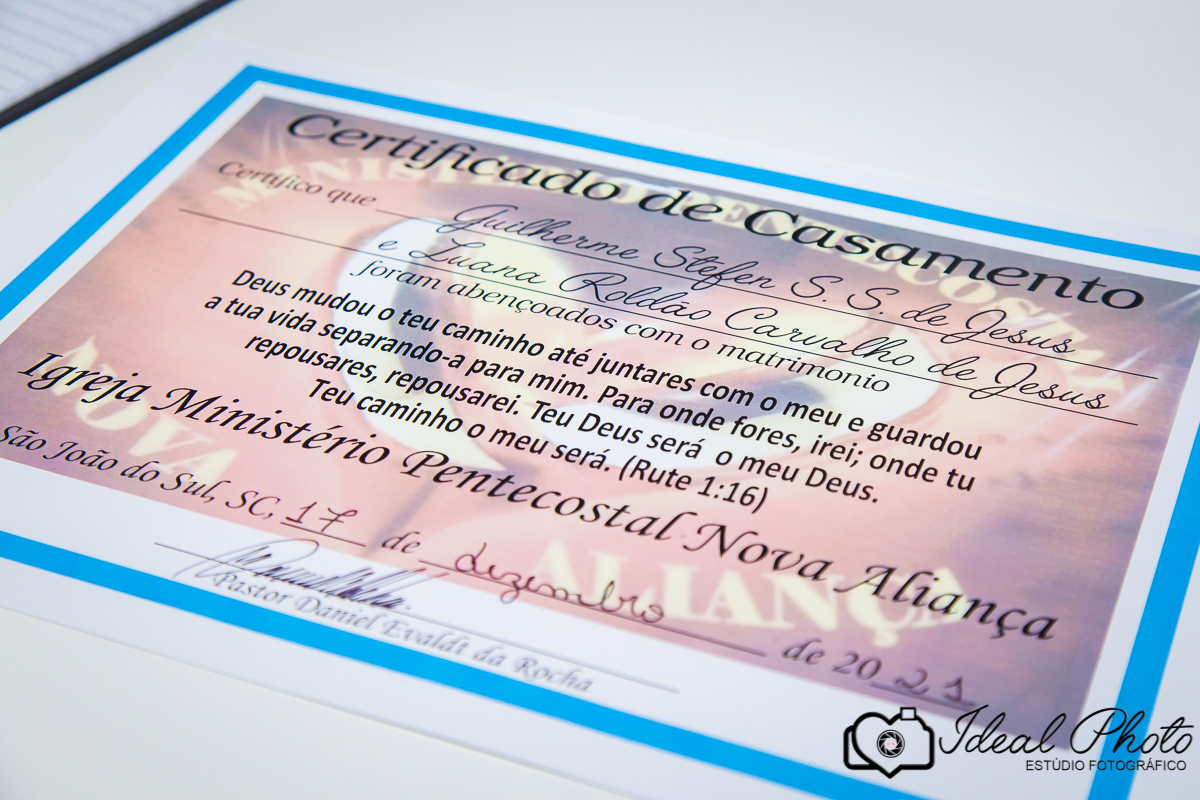 Certificado de Casamento
Certifico que Guilherme Stefen S. S. de Jesus
e Luana Roldão Carvalho de Jesus
foram abençoados com o matrimonio
Deus mudou o teu caminho até juntares com o meu e guardou
a tua vida separando-a para mim. Para onde fores, irei; onde tu
repousares, repousarei. Teu Deus será o meu Deus.
Teu caminho o meu será. (Rute 1:16)
Igreja Ministério Pentecostal Nova Aliança
São João do Sul, SC, 17 de dezembro de 2021
Pastor Daniel Evaldt da Rocha
NOVA
ALIANÇA
Ideal Photo
ESTÚDIO FOTOGRÁFICO